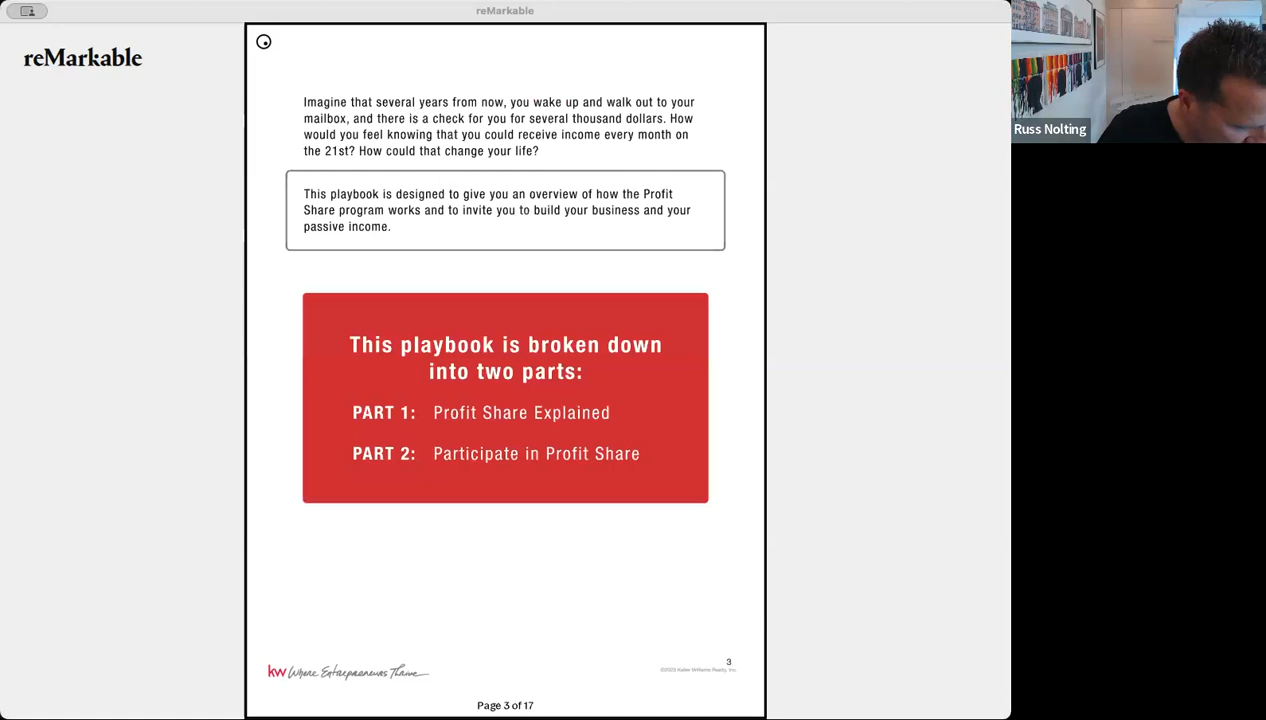 reMarkable
reMarkable
Russ Nolting
Imagine that several years from now, you wake up and walk out to your
mailbox, and there is a check for you for several thousand dollars. How
would you feel knowing that you could receive income every month on
the 21st? How could that change your life?
This playbook is designed to give you an overview of how the Profit
Share program works and to invite you to build your business and your
passive income.
This playbook is broken down
into two parts:
PART 1: Profit Share Explained
PART 2: Participate in Profit Share
kw Where Entrepreneurs Thrive
3
©2023 Keller Williams Realty, Inc.
Page 3 of 17